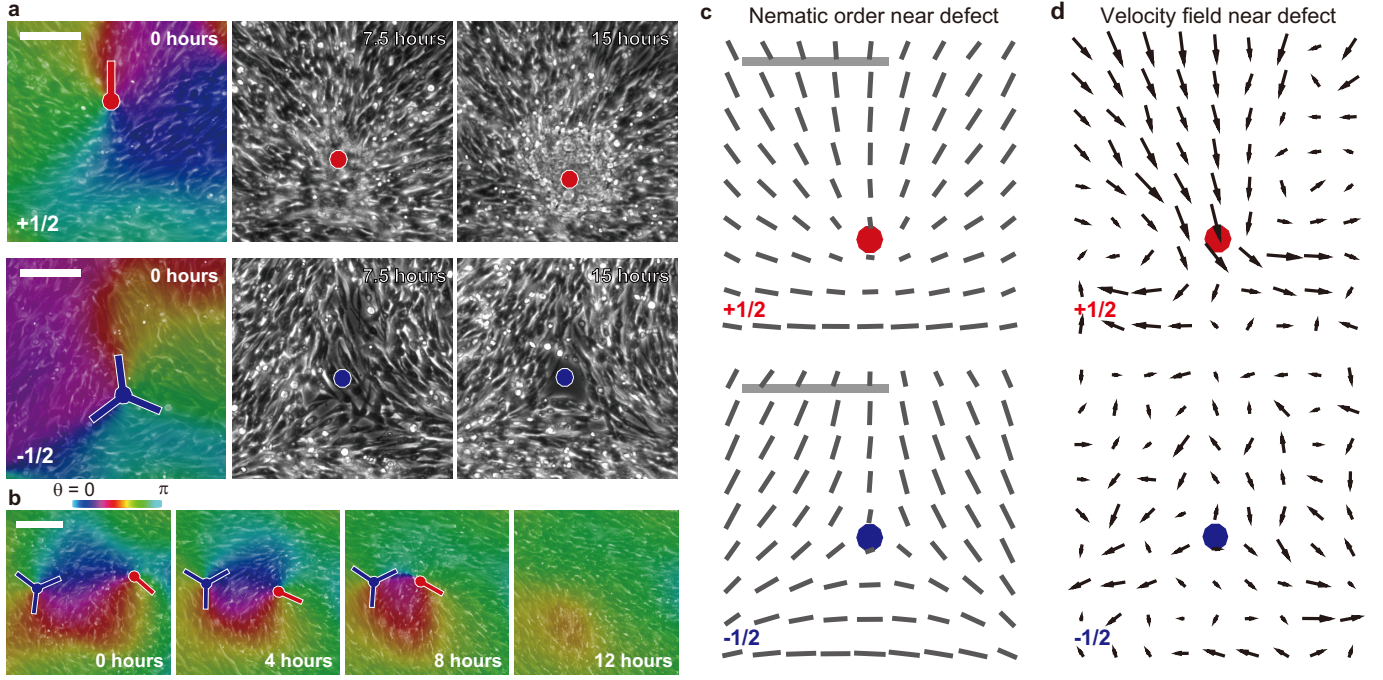 a
0 hours
7.5 hours
15 hours
+1/2
0 hours
7.5 hours
15 hours
-1/2
b
θ = 0
π
0 hours
4 hours
8 hours
12 hours
c
Nematic order near defect
+1/2
-1/2
d
Velocity field near defect
+1/2
-1/2